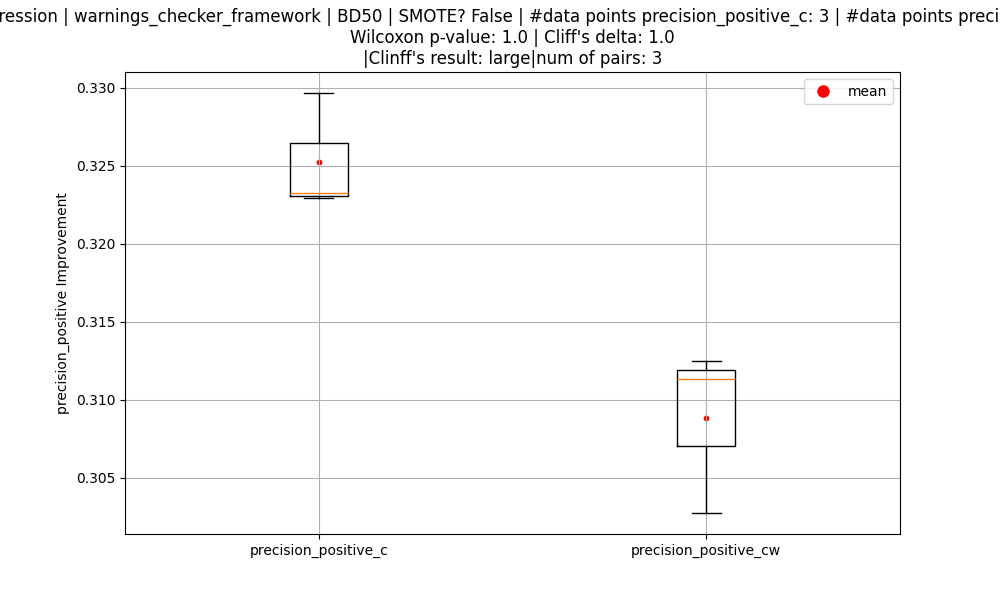 ression | warnings_checker_framework | BD50 | SMOTE? False | #data points precision_positive_c: 3 | #data points preci
Wilcoxon p-value: 1.0 | Cliff's delta: 1.0
|Clinff's result: large|num of pairs: 3
mean
0.330
0.325
0.320
0.315
0.310
0.305
precision_positive Improvement
precision_positive_c
precision_positive_cw